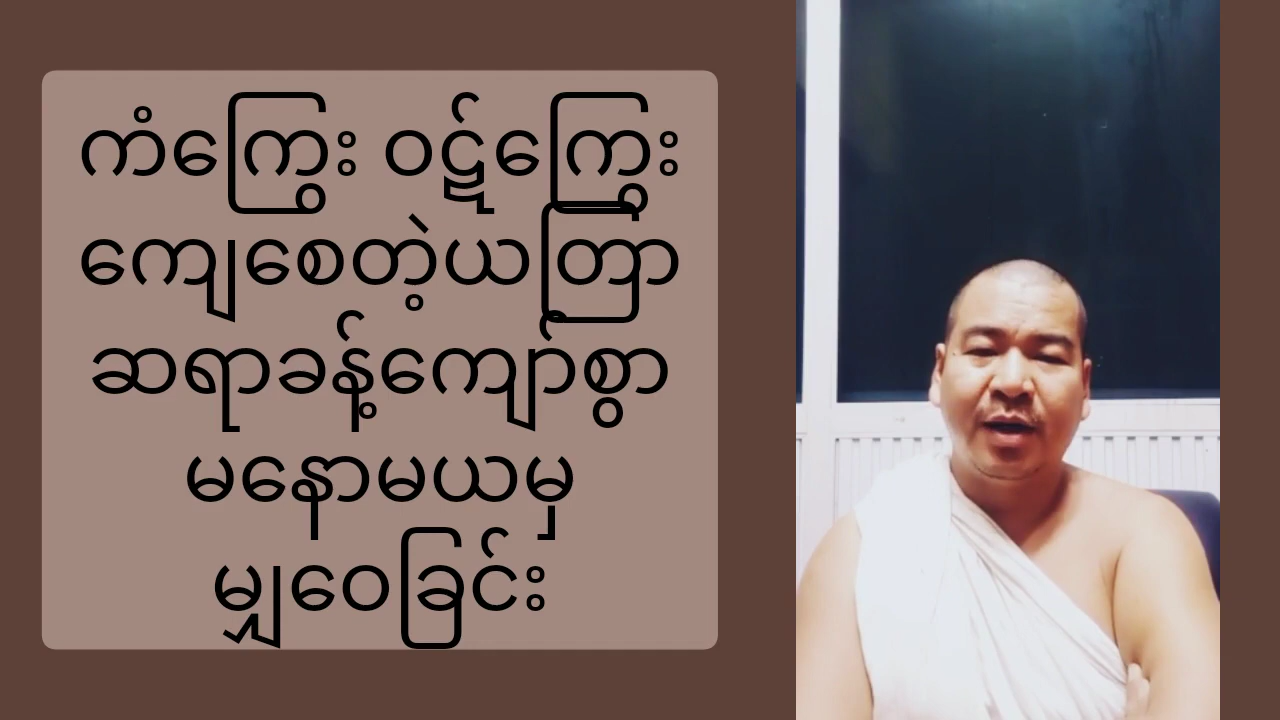 ကံကြွေး ဝဋ်ကြွေး
ကျေစေတဲ့ယတြာ
ဆရာခန့်ကျော်စွာ
မနောမယမှ
မျှဝေခြင်း